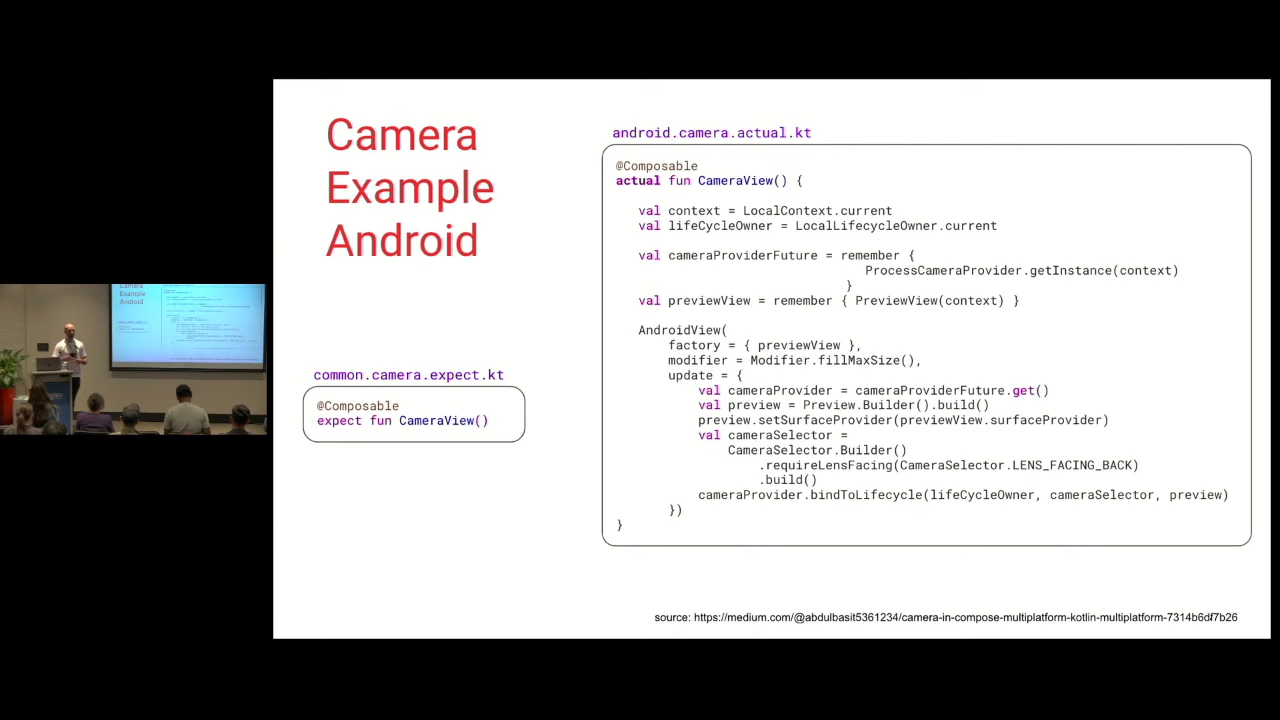 Camera
Example
Android
common.camera.expect.kt
@Composable
expect fun CameraView()
android.camera.actual.kt
@Composable
actual fun CameraView() {
val context = LocalContext.current
val lifeCycleOwner = LocalLifecycleOwner.current
val cameraProviderFuture = remember {
ProcessCameraProvider.getInstance(context)
}
val previewView = remember { PreviewView(context) }
AndroidView(
factory = { previewView },
modifier = Modifier.fillMaxSize(),
update = {
val cameraProvider = cameraProviderFuture.get()
val preview = Preview.Builder().build()
preview.setSurfaceProvider(previewView.surfaceProvider)
val cameraSelector =
CameraSelector.Builder()
.requireLensFacing(CameraSelector.LENS_FACING_BACK)
.build()
cameraProvider.bindToLifecycle(lifeCycleOwner, cameraSelector, preview)
})
}
source: https://medium.com/@abdulbasit5361234/camera-in-compose-multiplatform-kotlin-multiplatform-7314b6df7b26
Camera
Example
Android